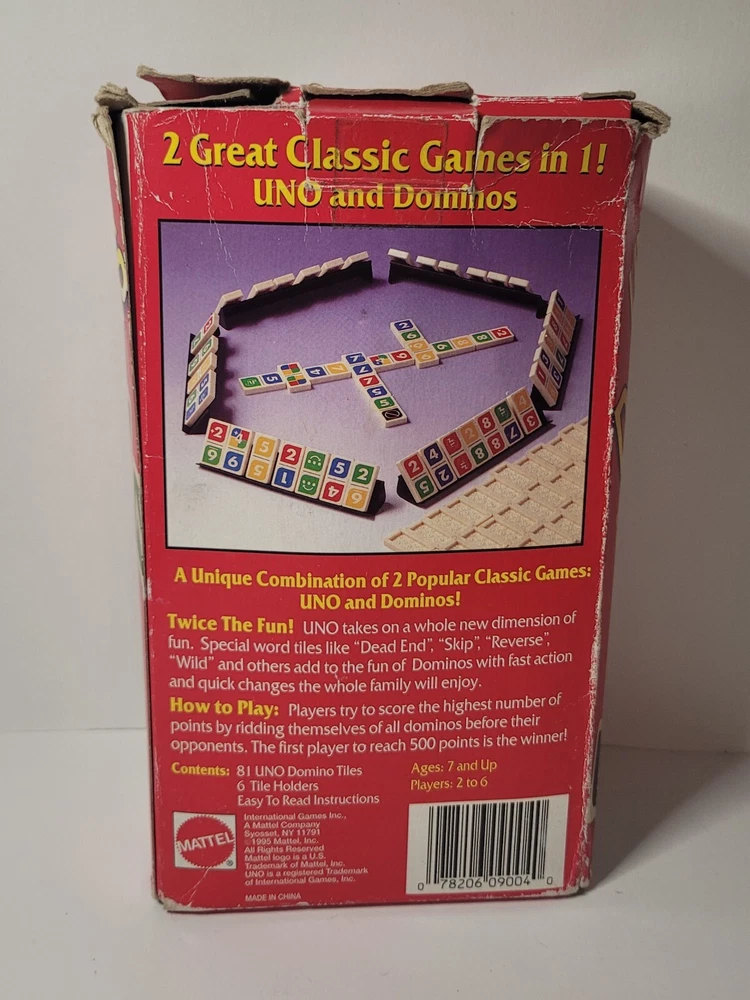 2 Great Classic Games in 1!
UNO and Dominos
A Unique Combination of 2 Popular Classic Games:
UNO and Dominos!
Twice The Fun! UNO takes on a whole new dimension of
fun. Special word tiles like "Dead End", "Skip", "Reverse",
"Wild" and others add to the fun of Dominos with fast action
and quick changes the whole family will enjoy.
How to Play: Players try to score the highest number of
points by ridding themselves of all dominos before their
opponents. The first player to reach 500 points is the winner!
Contents: 81 UNO Domino Tiles
6 Tile Holders
Easy To Read Instructions
Ages: 7 and Up
Players: 2 to 6
MATTEL
®
International Games Inc.,
A Mattel Company
Syosset, NY 11791
©1995 Mattel, Inc.
All Rights Reserved
Mattel logo is a U.S.
Trademark of Mattel, Inc.
UNO is a registered Trademark
of International Games, Inc.
MADE IN CHINA
0 78206 09004 0